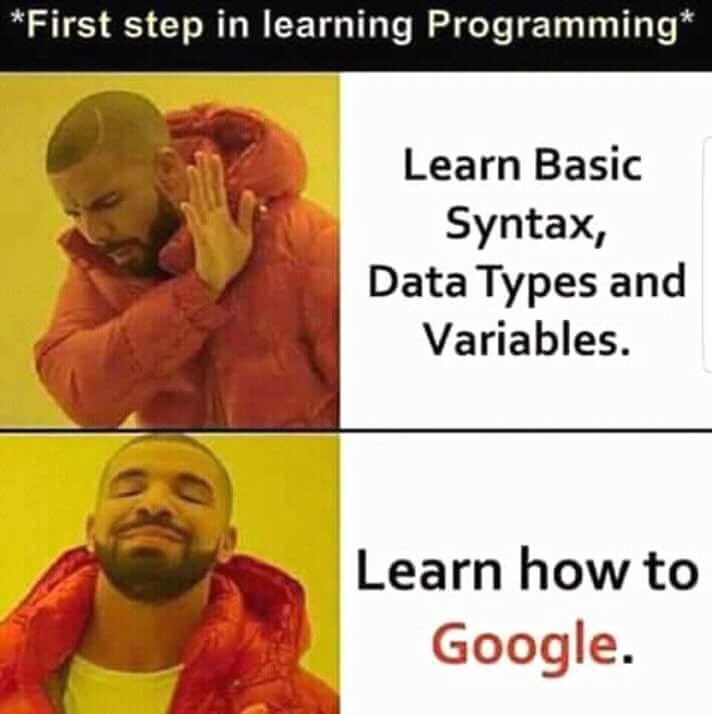 *First step in learning Programming*
Learn Basic
Syntax,
Data Types and
Variables.
Learn how to
Google.